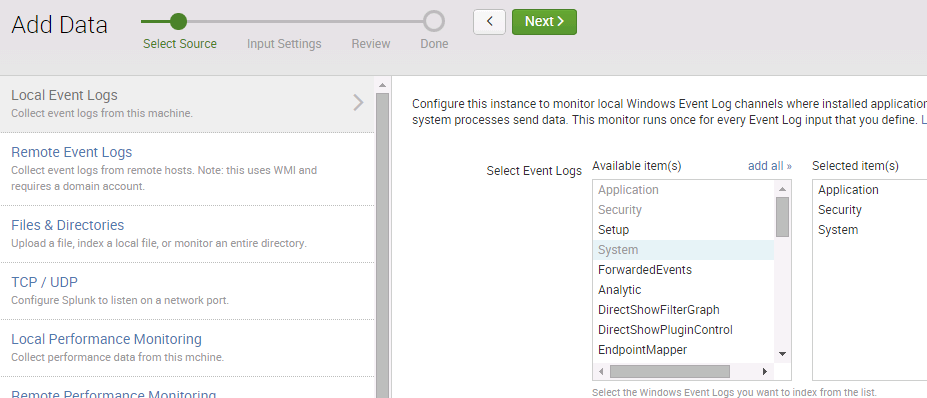 Add Data
Select Source
Input Settings
Review
Done
Next
Local Event Logs
Collect event logs from this machine.
Remote Event Logs
Collect event logs from remote hosts. Note: this uses WMI and
requires a domain account.
Files & Directories
Upload a file, index a local file, or monitor an entire directory.
TCP / UDP
Configure Splunk to listen on a network port.
Local Performance Monitoring
Collect performance data from this mchine.
Remote Performance Monitoring
Configure this instance to monitor local Windows Event Log channels where installed application
system processes send data. This monitor runs once for every Event Log input that you define. L
Select Event Logs
Available item(s)
add all »
Application
Security
Setup
System
ForwardedEvents
Analytic
DirectShowFilterGraph
DirectShowPluginControl
EndpointMapper
Selected item(s)
Application
Security
System
Select the Windows Event Logs you want to index from the list.